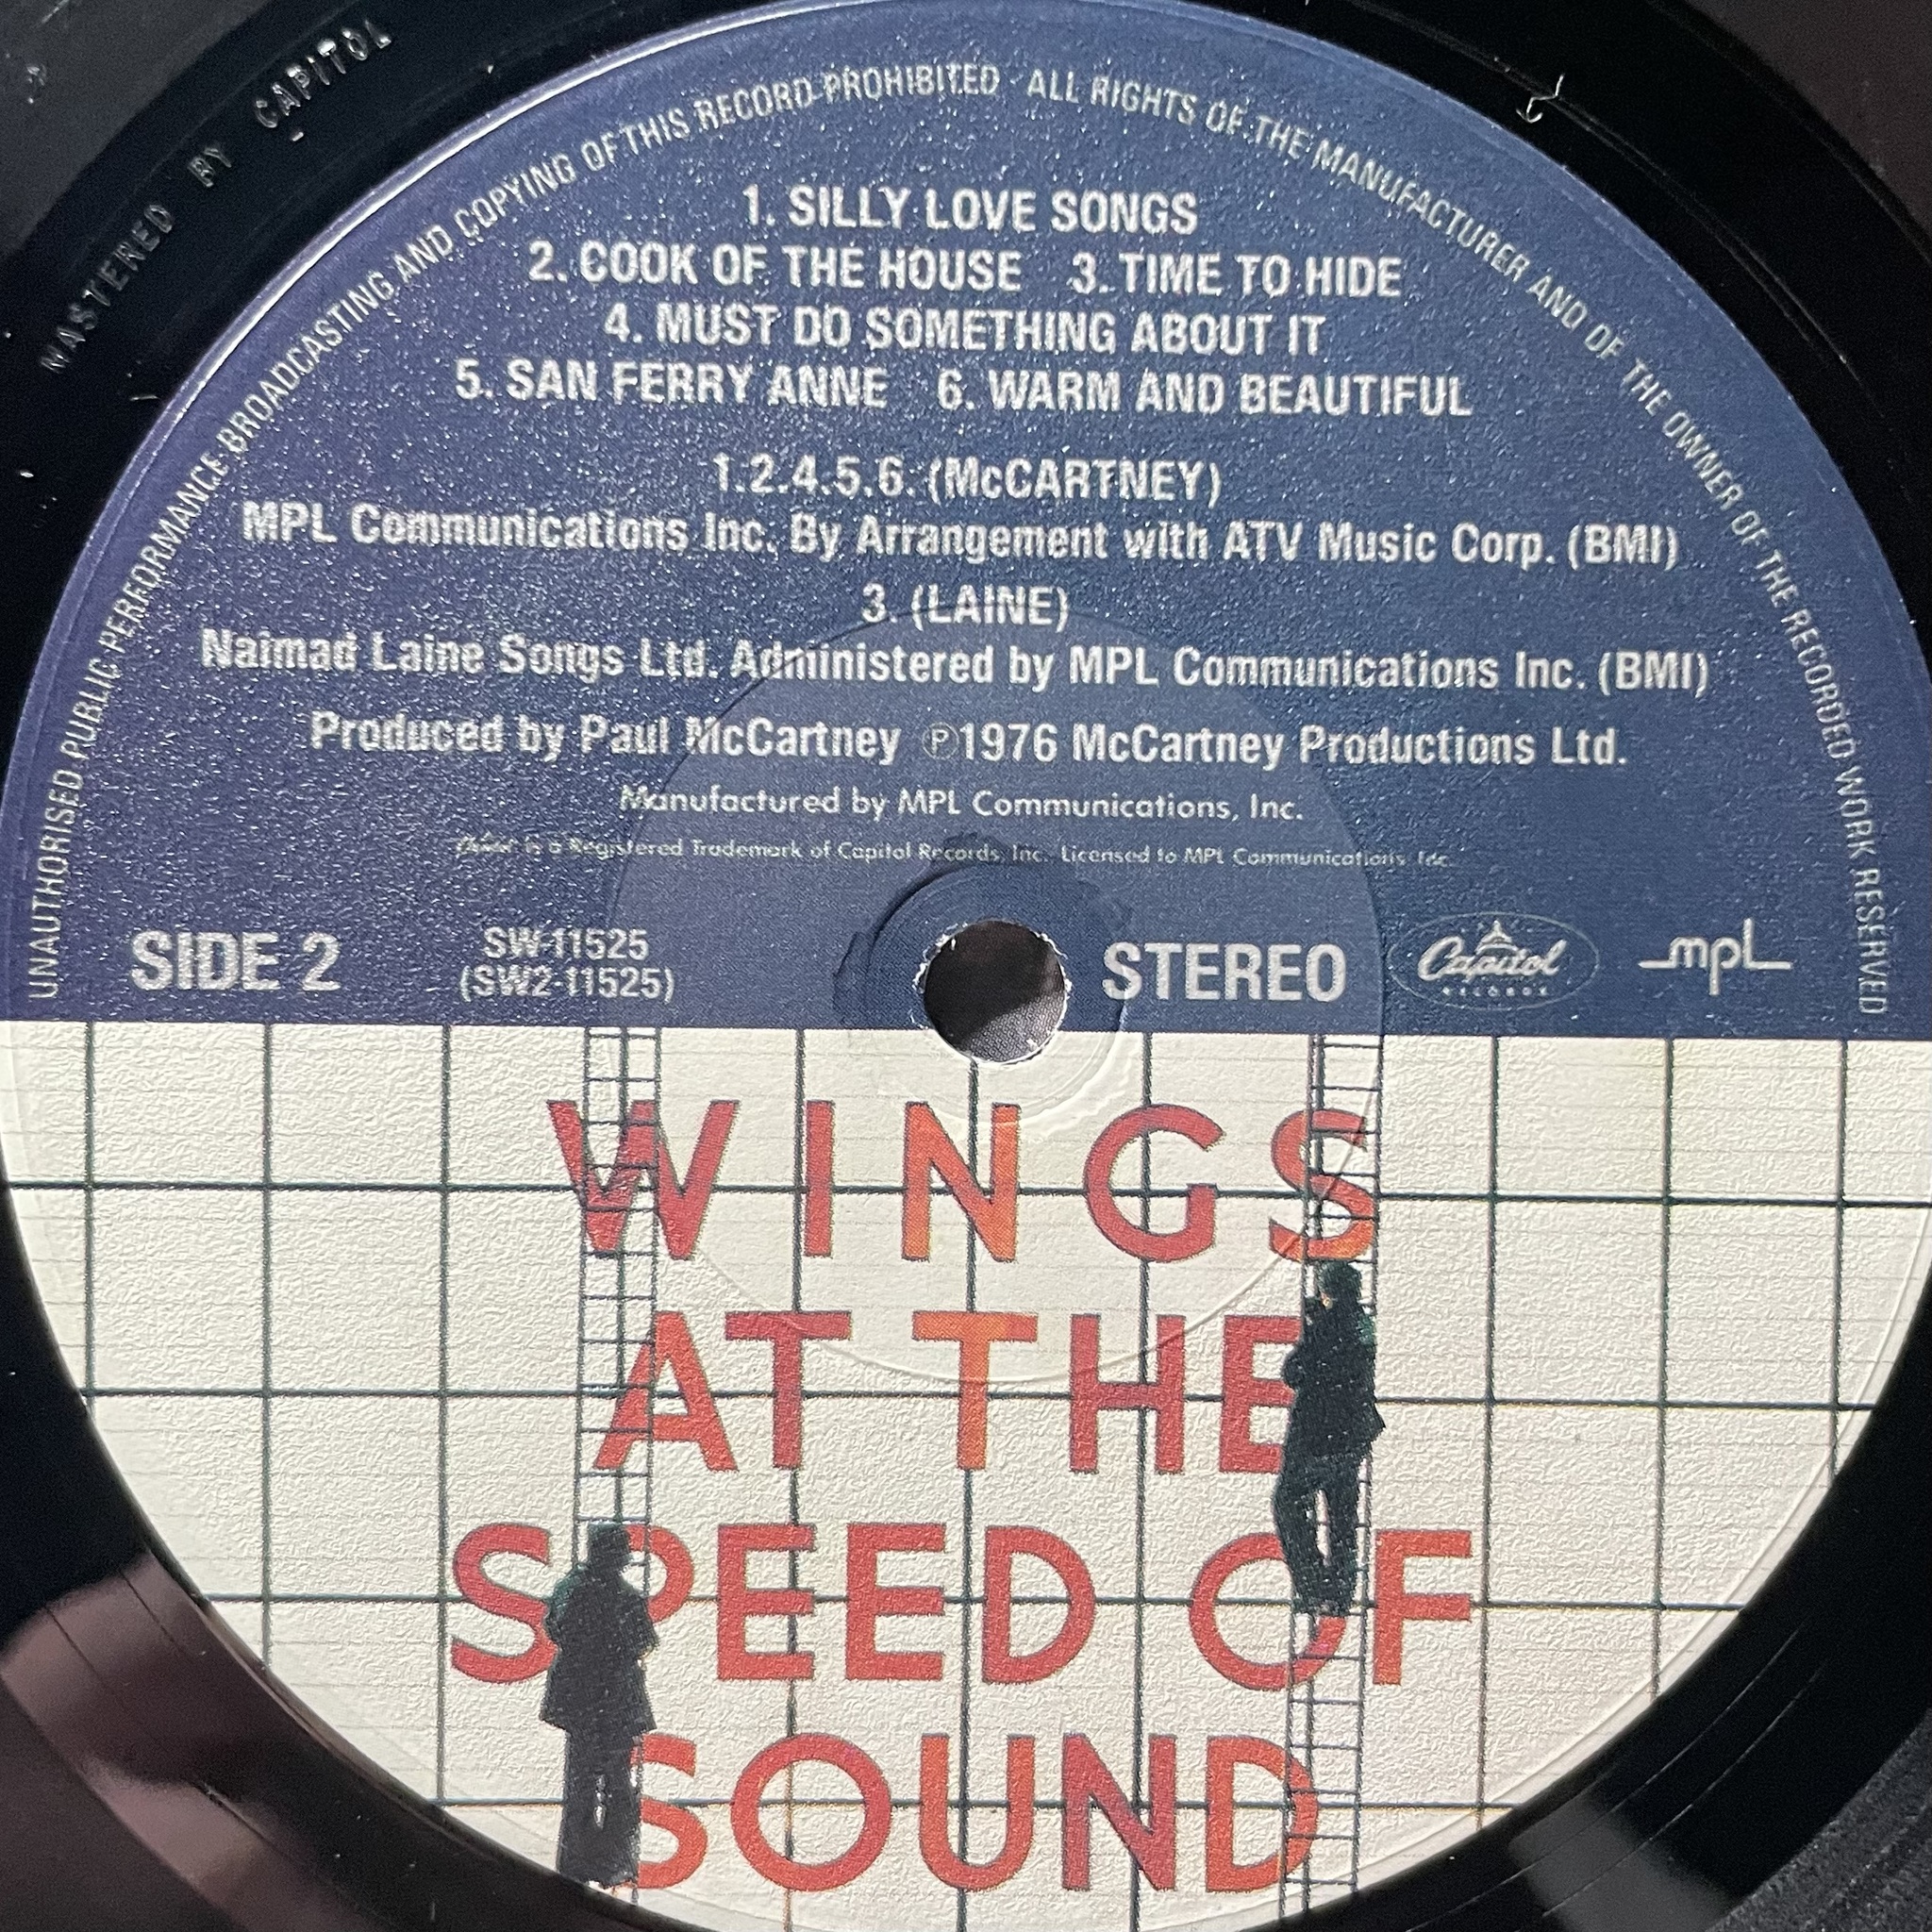 MASTERED BY CAPITOL
UNAUTHORISED PUBLIC PERFORMANCE BROADCASTING AND COPYING OF THIS RECORD PROHIBITED · ALL RIGHTS OF THE MANUFACTURER AND OF THE OWNER OF THE RECORDED WORK RESERVED
1. SILLY LOVE SONGS
2. COOK OF THE HOUSE 3. TIME TO HIDE
4. MUST DO SOMETHING ABOUT IT
5. SAN FERRY ANNE 6. WARM AND BEAUTIFUL
1.2.4.5.6. (McCARTNEY)
MPL Communications Inc. By Arrangement with ATV Music Corp. (BMI)
3. (LAINE)
Naimad Laine Songs Ltd. Administered by MPL Communications Inc. (BMI)
Produced by Paul McCartney ℗1976 McCartney Productions Ltd.
Manufactured by MPL Communications, Inc.
Capitol is a Registered Trademark of Capitol Records, Inc. Licensed to MPL Communications, Inc.
SIDE 2 SW-11525 STEREO Capitol mpl
(SW2-11525) RECORDS
WINGS
AT THE
SPEED OF
SOUND